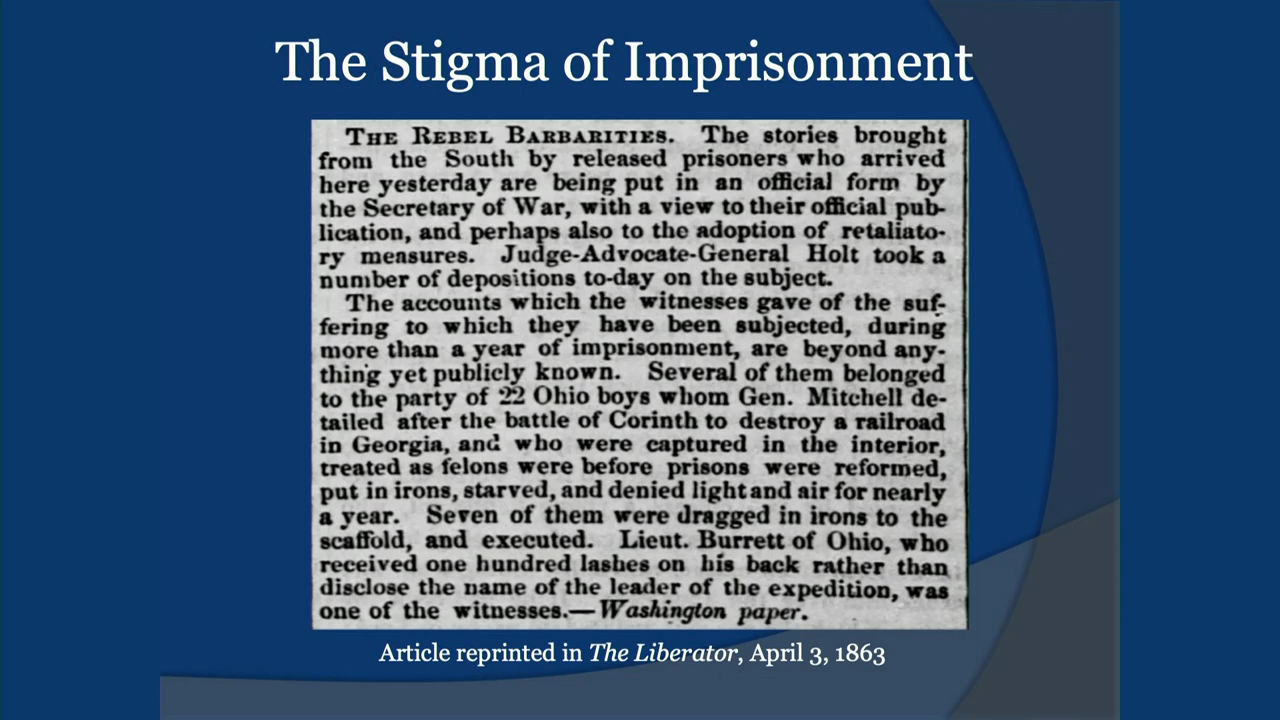 The Stigma of Imprisonment
THE REBEL BARBARITIES. The stories brought
from the South by released prisoners who arrived
here yesterday are being put in an official form by
the Secretary of War, with a view to their official pub-
lication, and perhaps also to the adoption of retaliato-
ry measures. Judge-Advocate-General Holt took a
number of depositions to-day on the subject.
The accounts which the witnesses gave of the suf-
fering to which they have been subjected, during
more than a year of imprisonment, are beyond any-
thing yet publicly known. Several of them belonged
to the party of 22 Ohio boys whom Gen. Mitchell de-
tailed after the battle of Corinth to destroy a railroad
in Georgia, and who were captured in the interior,
treated as felons were before prisons were reformed,
put in irons, starved, and denied light and air for nearly
a year. Seven of them were dragged in irons to the
scaffold, and executed. Lieut. Burrett of Ohio, who
received one hundred lashes on his back rather than
disclose the name of the leader of the expedition, was
one of the witnesses.—Washington paper.
Article reprinted in The Liberator, April 3, 1863